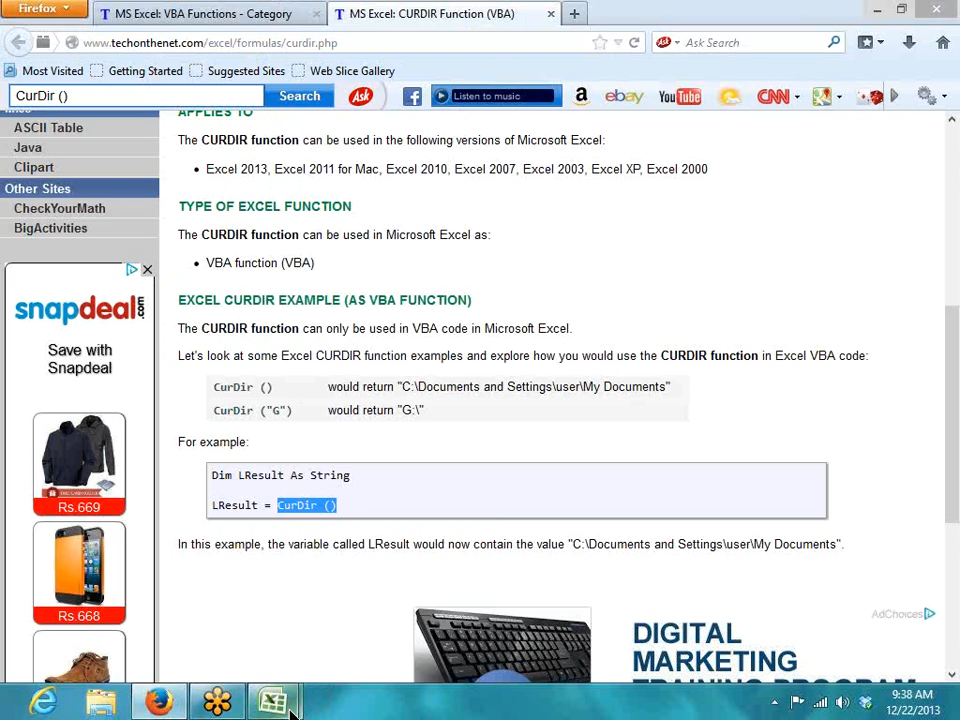 Firefox
MS Excel: VBA Functions - Category
MS Excel: CURDIR Function (VBA)
www.techonthenet.com/excel/formulas/curdir.php
Ask Search
Most Visited
Getting Started
Suggested Sites
Web Slice Gallery
CurDir ()
Search
Ask
Listen to music
a
ebay
YouTube
CNN
ASCII Table
Java
Clipart
Other Sites
CheckYourMath
BigActivities
snapdeal.com
Save with
Snapdeal
Rs.669
Rs.668
APPLIES TO
The CURDIR function can be used in the following versions of Microsoft Excel:
• Excel 2013, Excel 2011 for Mac, Excel 2010, Excel 2007, Excel 2003, Excel XP, Excel 2000
TYPE OF EXCEL FUNCTION
The CURDIR function can be used in Microsoft Excel as:
• VBA function (VBA)
EXCEL CURDIR EXAMPLE (AS VBA FUNCTION)
The CURDIR function can only be used in VBA code in Microsoft Excel.
Let's look at some Excel CURDIR function examples and explore how you would use the CURDIR function in Excel VBA code:
CurDir () would return "C:\Documents and Settings\user\My Documents"
CurDir ("G") would return "G:\"
For example:
Dim LResult As String
LResult = CurDir ()
In this example, the variable called LResult would now contain the value "C:\Documents and Settings\user\My Documents".
AdChoices
DIGITAL
MARKETING
TRAINING PROGRAM
9:38 AM
12/22/2013